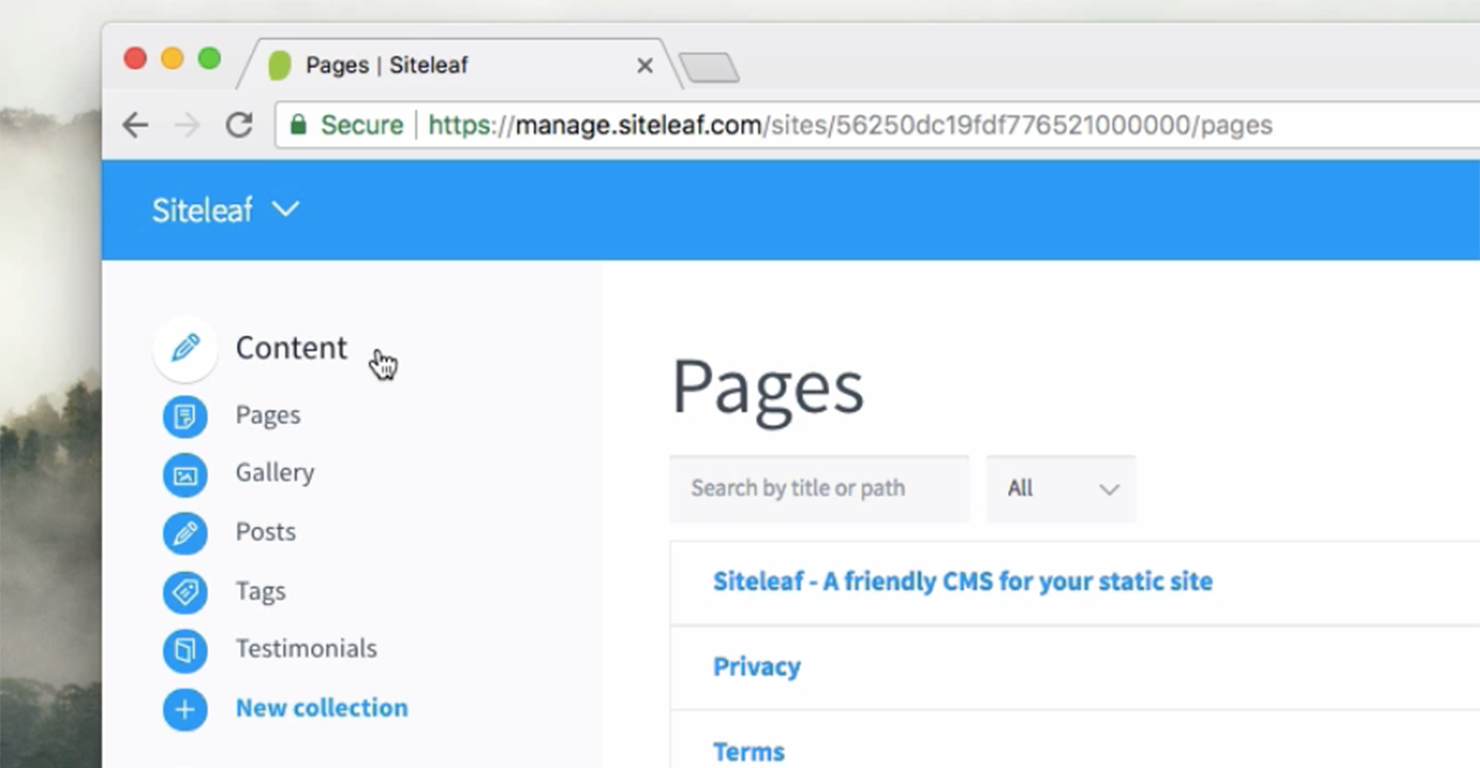 Pages | Siteleaf
Secure https://manage.siteleaf.com/sites/56250dc19fdf776521000000/pages
Siteleaf
Content
Pages
Gallery
Posts
Tags
Testimonials
New collection
Pages
Search by title or path
All
Siteleaf - A friendly CMS for your static site
Privacy
Terms